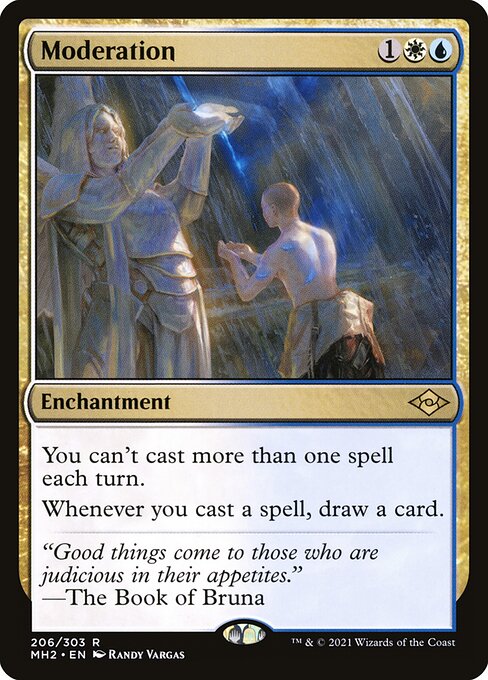 Moderation 1
Enchantment
You can't cast more than one spell
each turn.
Whenever you cast a spell, draw a card.
“Good things come to those who are
judicious in their appetites.”
—The Book of Bruna
206/303 R
MH2 • EN Randy Vargas
™ & © 2021 Wizards of the Coast